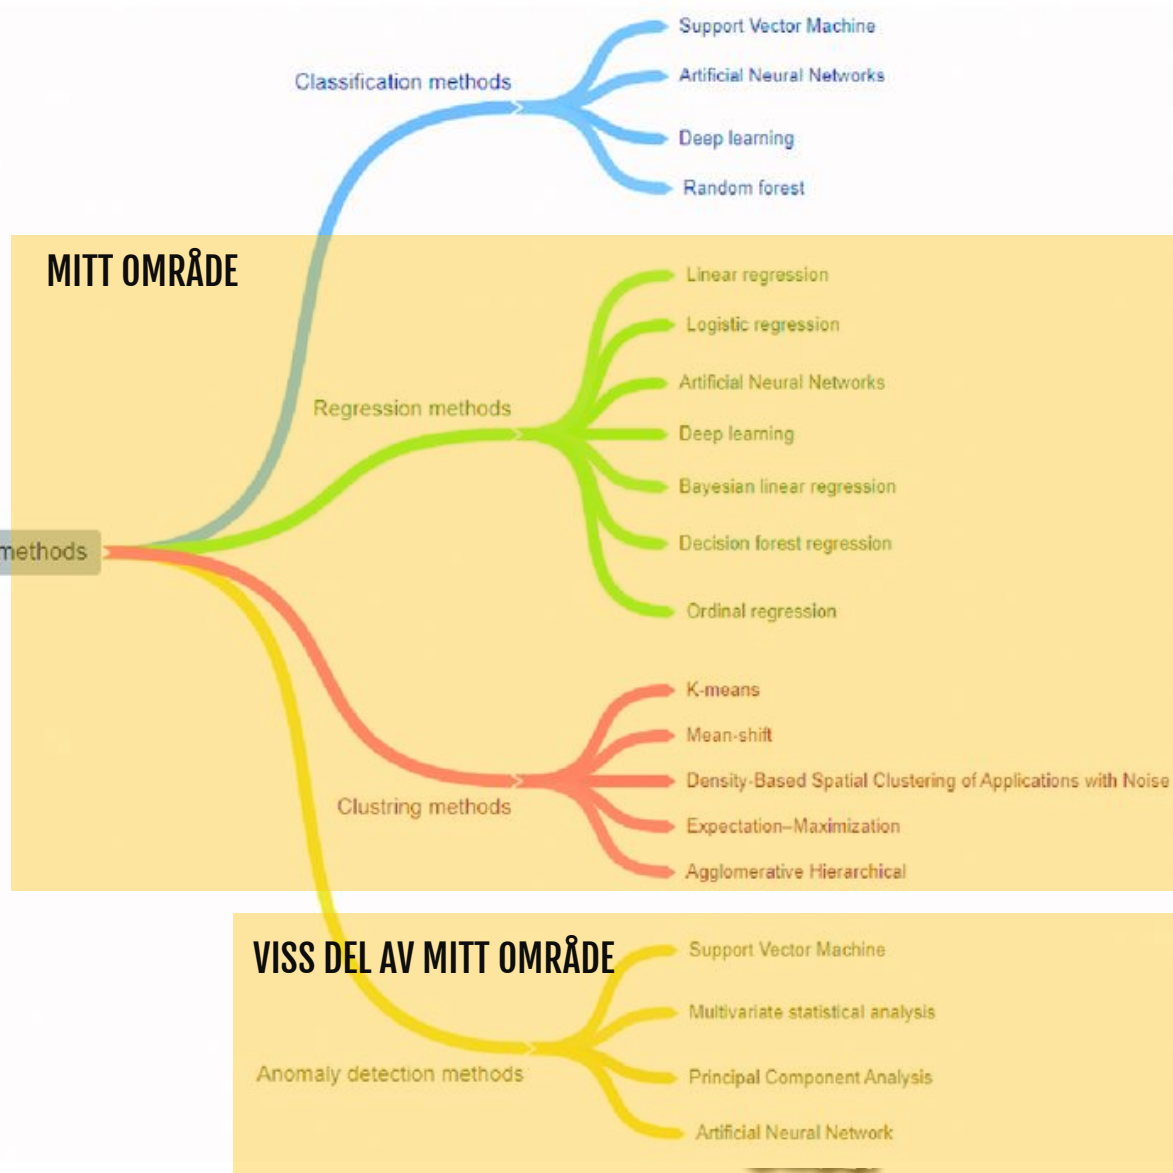 Support Vector Machine
Classification methods
Artificial Neural Networks
Deep learning
Random forest
MITT OMRÅDE
Linear regression
Logistic regression
Artificial Neural Networks
Regression methods
Deep learning
Bayesian linear regression
Decision forest regression
methods
Ordinal regression
K-means
Mean-shift
Density-Based Spatial Clustering of Applications with Noise
Clustring methods
Expectation–Maximization
Agglomerative Hierarchical
VISS DEL AV MITT OMRÅDE
Support Vector Machine
Multivariate statistical analysis
Anomaly detection methods
Principal Component Analysis
Artificial Neural Network